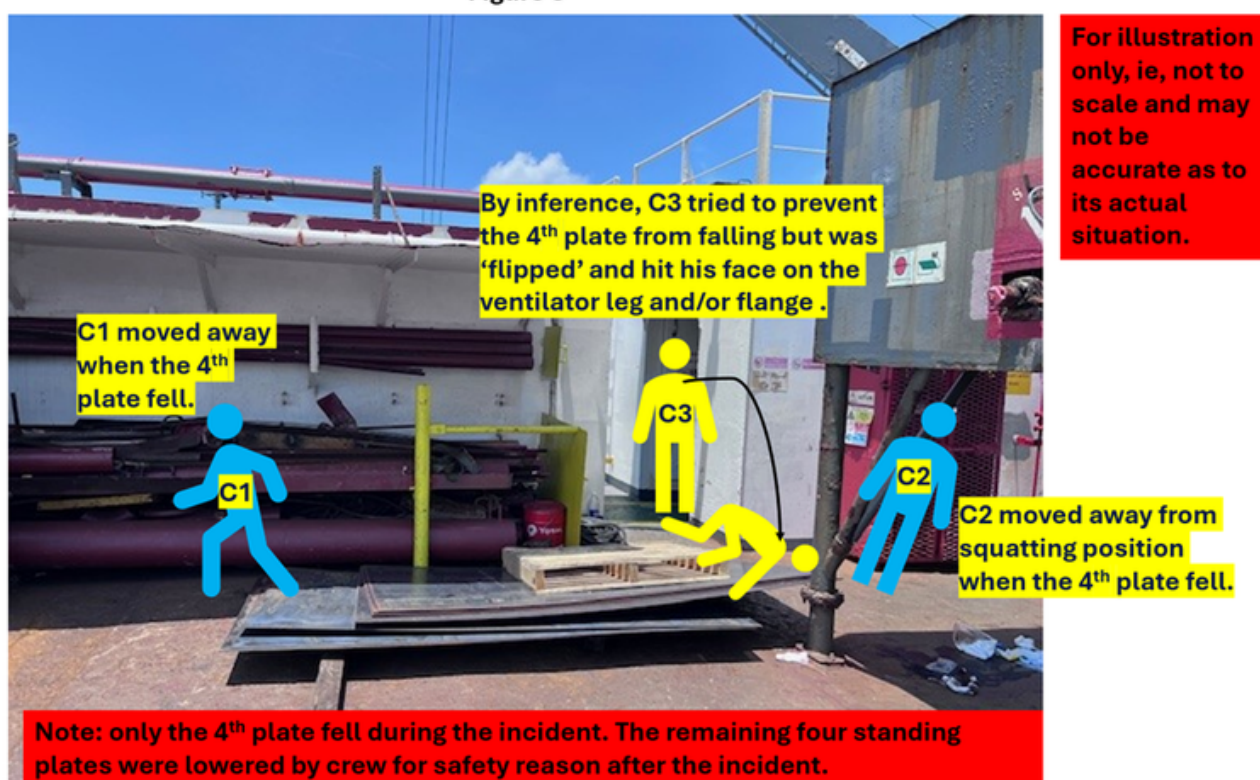 For illustration
only, ie, not to
scale and may
not be
accurate as to
its actual
situation.
By inference, C3 tried to prevent
the 4th plate from falling but was
‘flipped’ and hit his face on the
ventilator leg and/or flange .
C1 moved away
when the 4th
plate fell.
C3
C1
C2
C2 moved away from
squatting position
when the 4th plate fell.
Note: only the 4th plate fell during the incident. The remaining four standing
plates were lowered by crew for safety reason after the incident.